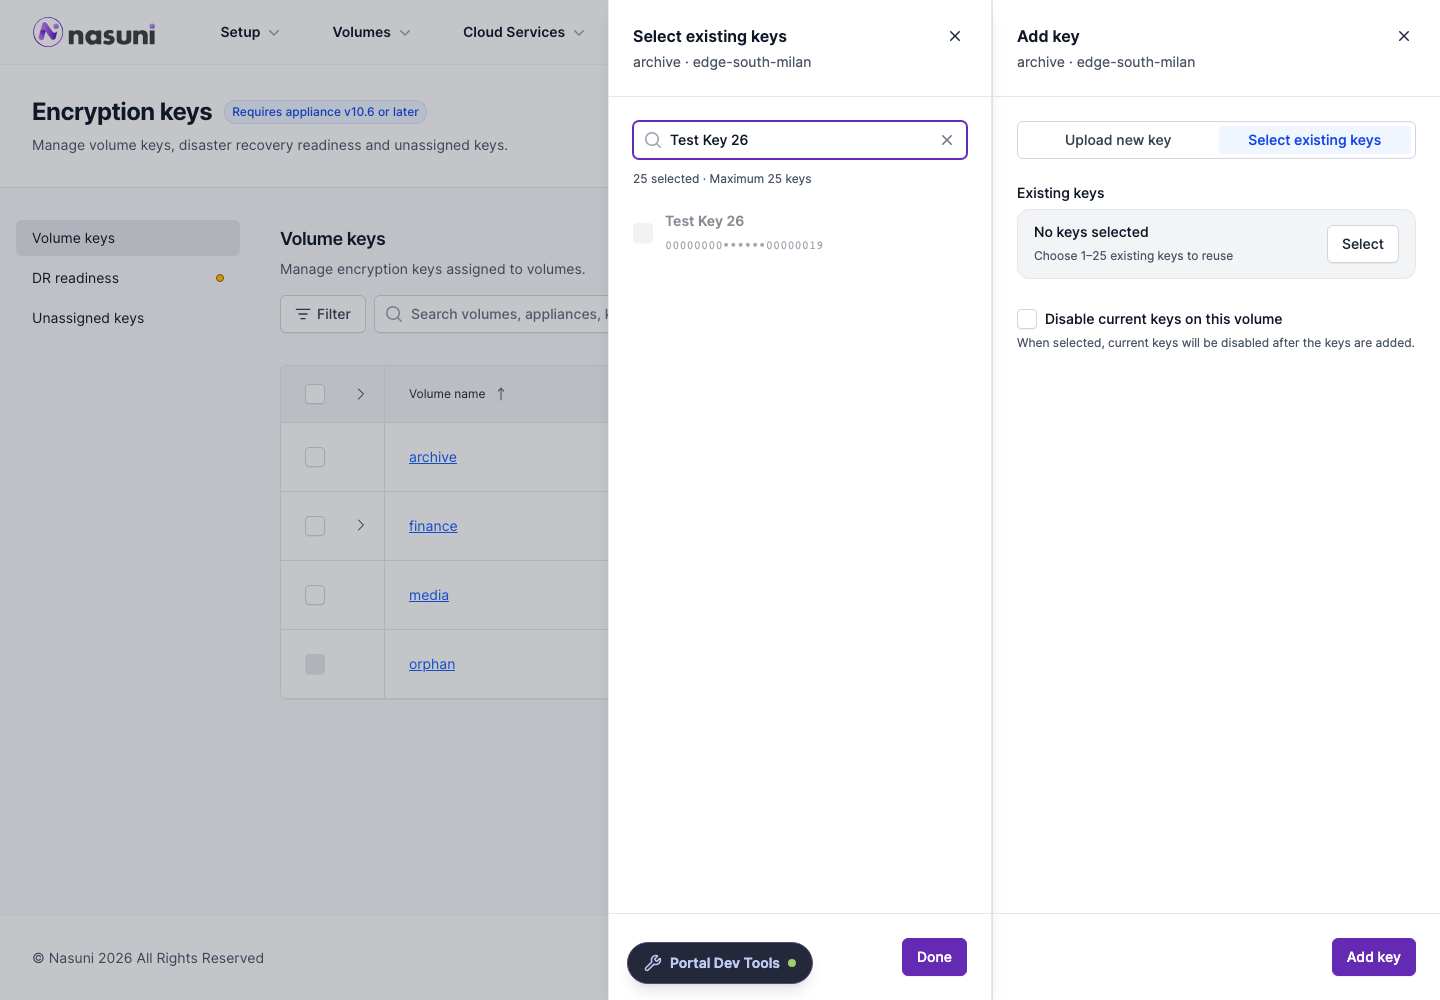 nasuni
Setup
Volumes
Cloud Services
Encryption keys
Requires appliance v10.6 or later
Manage volume keys, disaster recovery readiness and unassigned keys.
Volume keys
DR readiness
Unassigned keys
Volume keys
Manage encryption keys assigned to volumes.
Filter
Search volumes, appliances,
Volume name
archive
finance
media
orphan
© Nasuni 2026 All Rights Reserved
Select existing keys
archive · edge-south-milan
Test Key 26
25 selected · Maximum 25 keys
Test Key 26
00000000••••••00000019
Portal Dev Tools
Done
Add key
archive · edge-south-milan
Upload new key
Select existing keys
Existing keys
No keys selected
Choose 1–25 existing keys to reuse
Select
Disable current keys on this volume
When selected, current keys will be disabled after the keys are added.
Add key